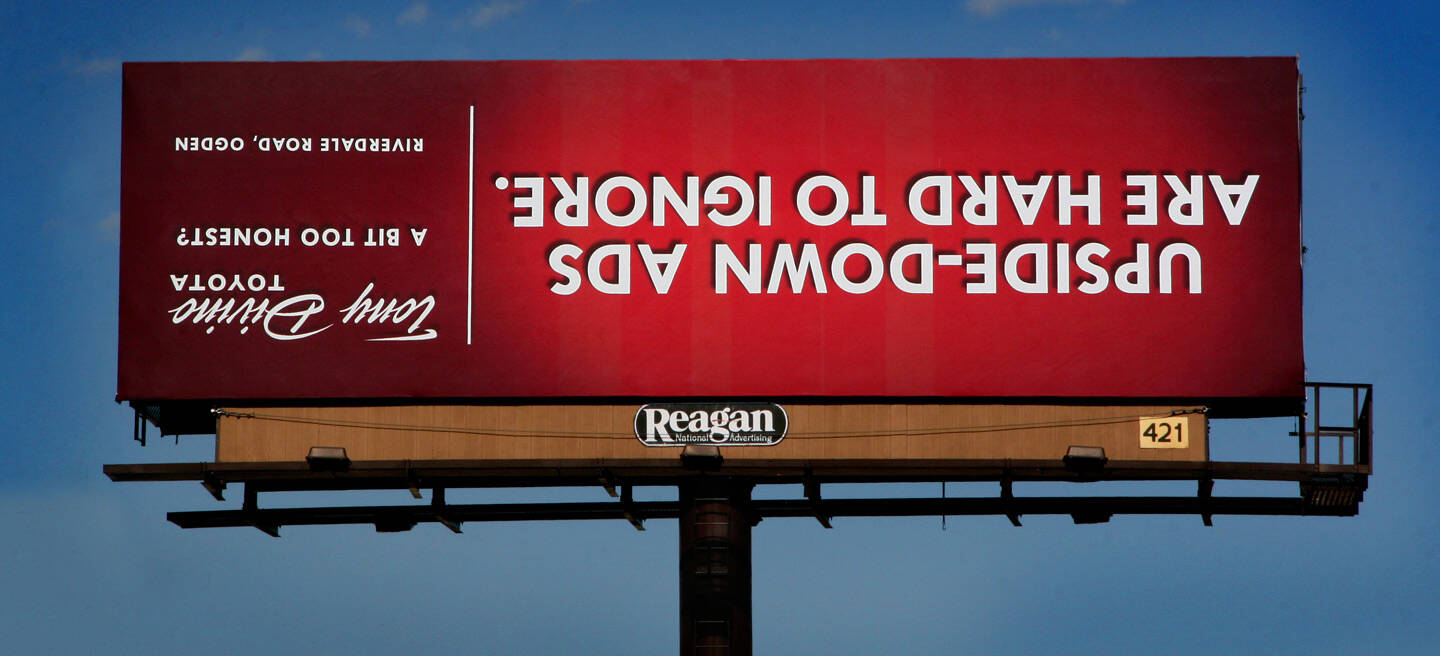 UPSIDE-DOWN ADS
ARE HARD TO IGNORE.
Tony Divino
TOYOTA
A BIT TOO HONEST?
RIVERDALE ROAD, OGDEN
Reagan
National Advertising
421